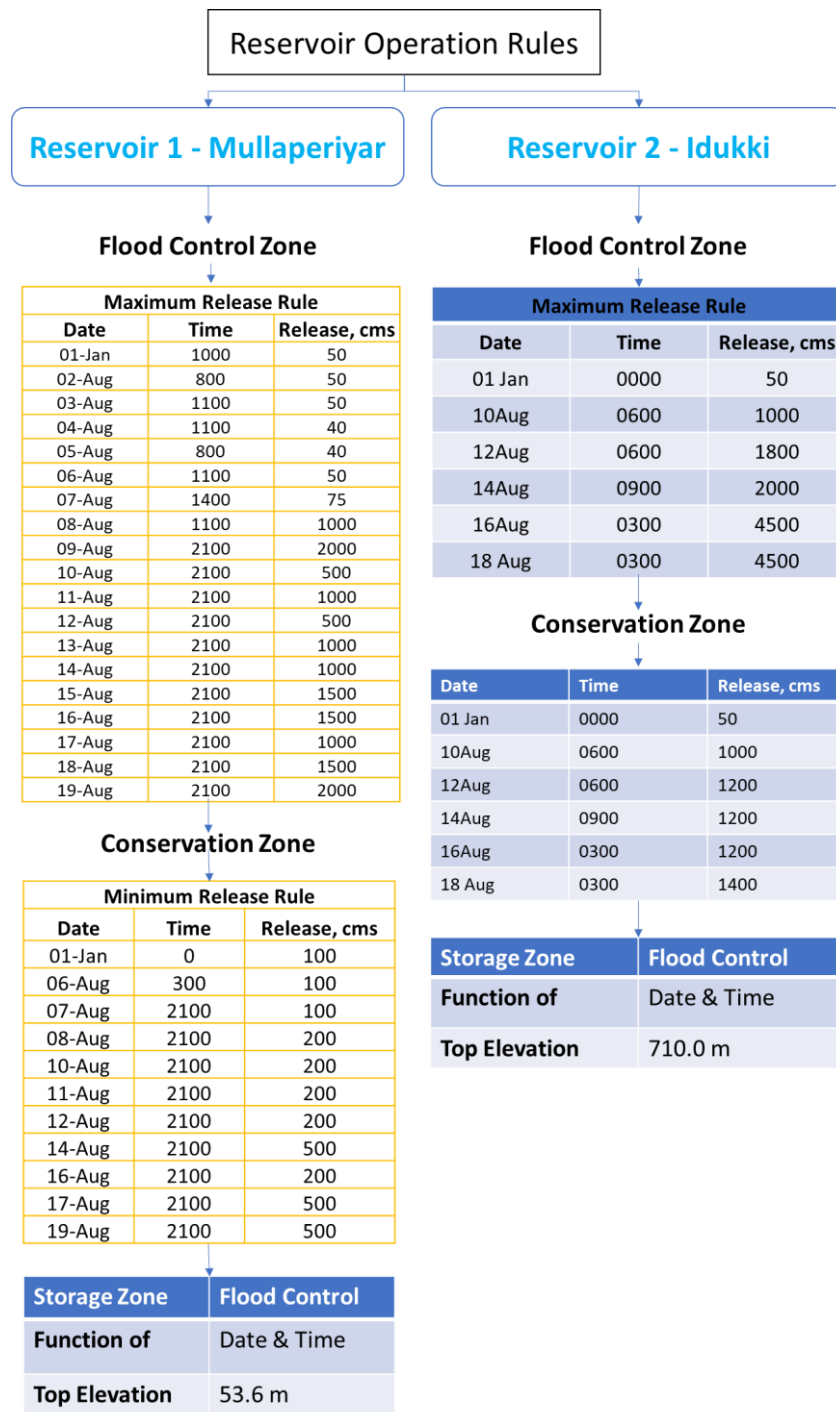 Reservoir Operation Rules
Reservoir 1 - Mullaperiyar
Flood Control Zone
Maximum Release Rule
Date Time Release, cms
01-Jan 1000 50
02-Aug 800 50
03-Aug 1100 50
04-Aug 1100 40
05-Aug 800 40
06-Aug 1100 50
07-Aug 1400 75
08-Aug 1100 1000
09-Aug 2100 2000
10-Aug 2100 500
11-Aug 2100 1000
12-Aug 2100 500
13-Aug 2100 1000
14-Aug 2100 1000
15-Aug 2100 1500
16-Aug 2100 1500
17-Aug 2100 1000
18-Aug 2100 1500
19-Aug 2100 2000
Conservation Zone
Minimum Release Rule
Date Time Release, cms
01-Jan 0 100
06-Aug 300 100
07-Aug 2100 100
08-Aug 2100 200
10-Aug 2100 200
11-Aug 2100 200
12-Aug 2100 200
14-Aug 2100 500
16-Aug 2100 200
17-Aug 2100 500
19-Aug 2100 500
Storage Zone Flood Control
Function of Date & Time
Top Elevation 53.6 m
Reservoir 2 - Idukki
Flood Control Zone
Maximum Release Rule
Date Time Release, cms
01 Jan 0000 50
10Aug 0600 1000
12Aug 0600 1800
14Aug 0900 2000
16Aug 0300 4500
18 Aug 0300 4500
Conservation Zone
Date Time Release, cms
01 Jan 0000 50
10Aug 0600 1000
12Aug 0600 1200
14Aug 0900 1200
16Aug 0300 1200
18 Aug 0300 1400
Storage Zone Flood Control
Function of Date & Time
Top Elevation 710.0 m